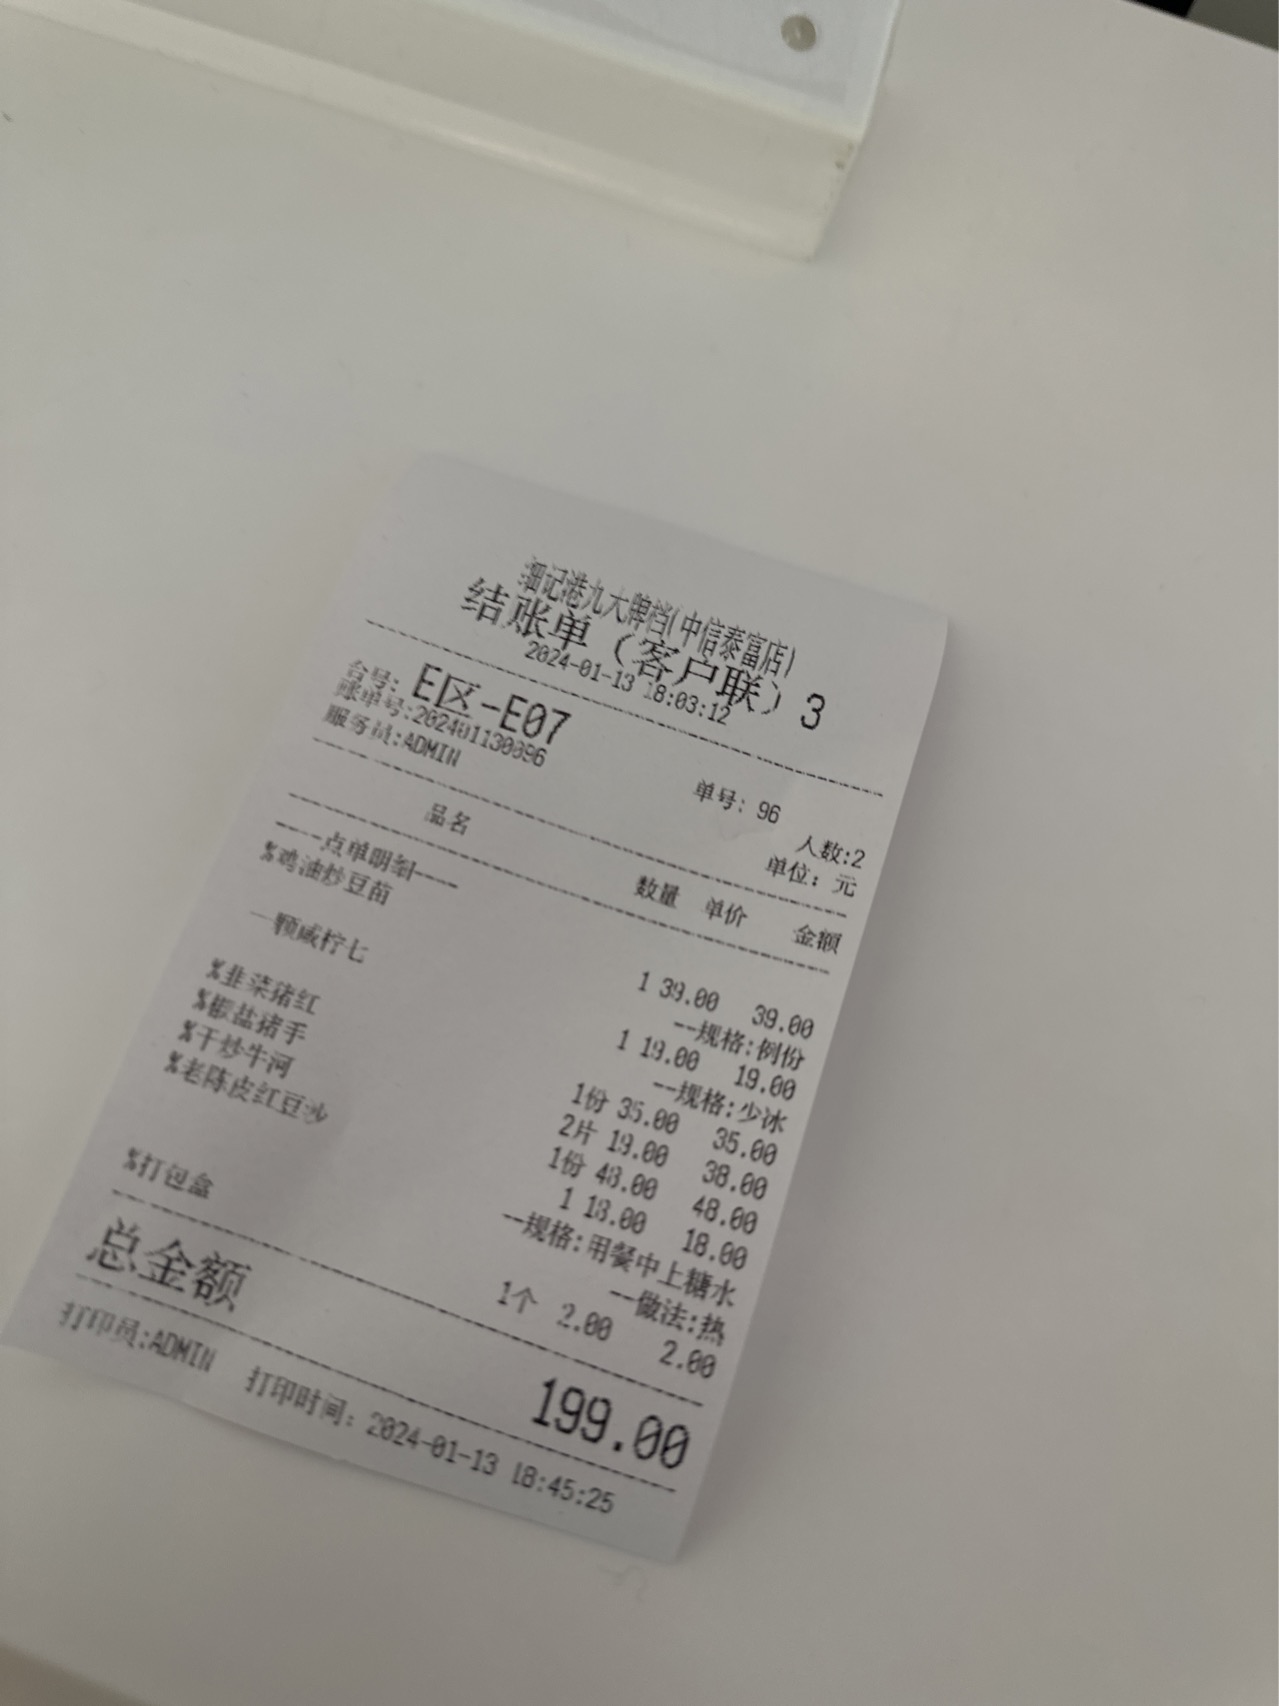 细记港九大牌档(中信泰富店)
结账单（客户联）3
2024-01-13 18:03:12
台号: E区-E07 单号: 96
账单号:202401130096 人数:2
服务员:ADMIN 单位: 元
品名 数量 单价 金额
----点单明细----
%鸡油炒豆苗 1 39.00 39.00
--规格:例份
一颗咸柠七 1 19.00 19.00
--规格:少冰
%韭菜猪红 1份 35.00 35.00
%椒盐猪手 2片 19.00 38.00
%干炒牛河 1份 48.00 48.00
%老陈皮红豆沙 1 18.00 18.00
--规格:用餐中上糖水
--做法:热
%打包盒 1个 2.00 2.00
总金额 199.00
打印员:ADMIN 打印时间: 2024-01-13 18:45:25